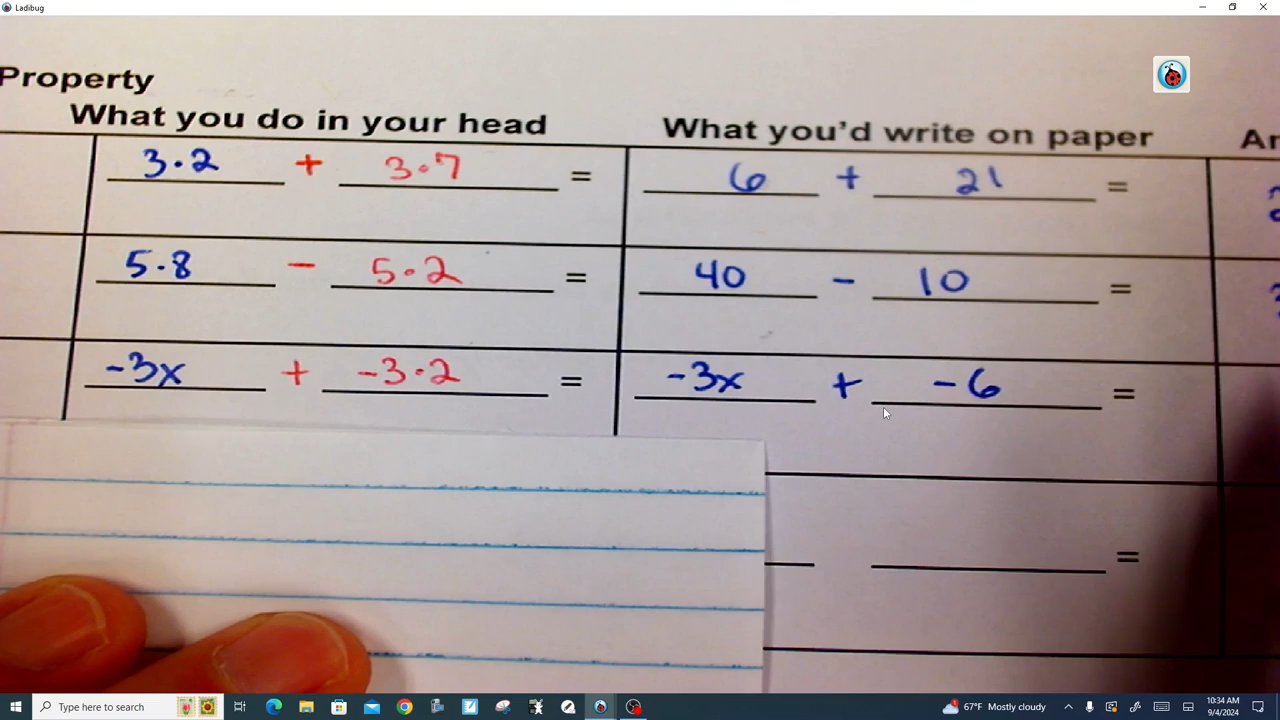 Ladibug
Property
What you do in your head What you'd write on paper
3·2 + 3·7 = 6 + 21 =
5·8 - 5·2 = 40 - 10 =
-3x + -3·2 = -3x + -6 =
=
Type here to search 67°F Mostly cloudy 10:34 AM
9/4/2024